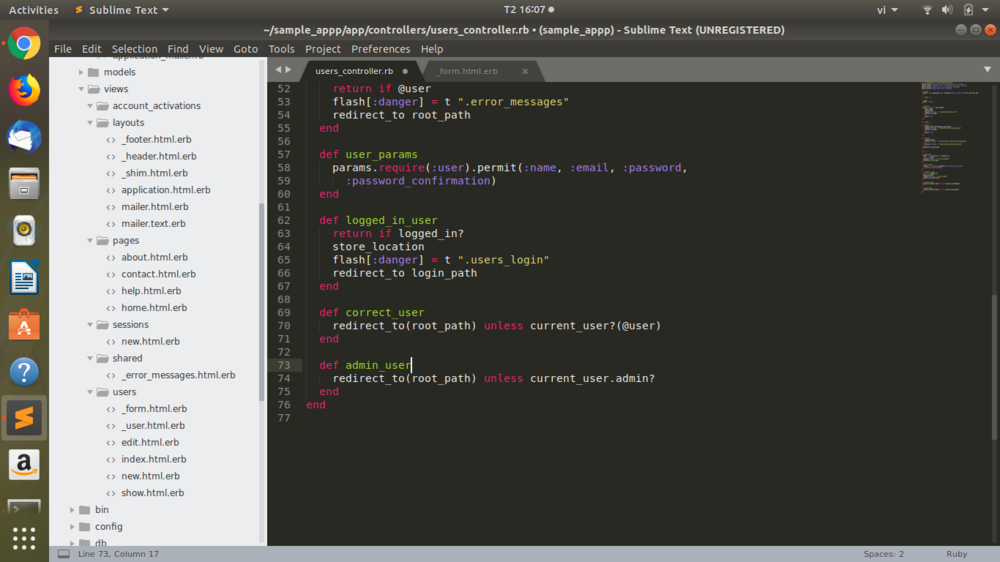 Activities
Sublime Text
T2 16:07
vi
~/sample_appp/app/controllers/users_controller.rb • (sample_appp) - Sublime Text (UNREGISTERED)
File Edit Selection Find View Goto Tools Project Preferences Help
application_mailer.rb
models
views
account_activations
layouts
_footer.html.erb
_header.html.erb
_shim.html.erb
application.html.erb
mailer.html.erb
mailer.text.erb
pages
about.html.erb
contact.html.erb
help.html.erb
home.html.erb
sessions
new.html.erb
shared
_error_messages.html.erb
users
_form.html.erb
_user.html.erb
edit.html.erb
index.html.erb
new.html.erb
show.html.erb
bin
config
db
users_controller.rb
_form.html.erb
52 return if @user
53 flash[:danger] = t ".error_messages"
54 redirect_to root_path
55 end
56
57 def user_params
58 params.require(:user).permit(:name, :email, :password,
59 :password_confirmation)
60 end
61
62 def logged_in_user
63 return if logged_in?
64 store_location
65 flash[:danger] = t ".users_login"
66 redirect_to login_path
67 end
68
69 def correct_user
70 redirect_to(root_path) unless current_user?(@user)
71 end
72
73 def admin_user
74 redirect_to(root_path) unless current_user.admin?
75 end
76 end
77
Line 73, Column 17
Spaces: 2
Ruby